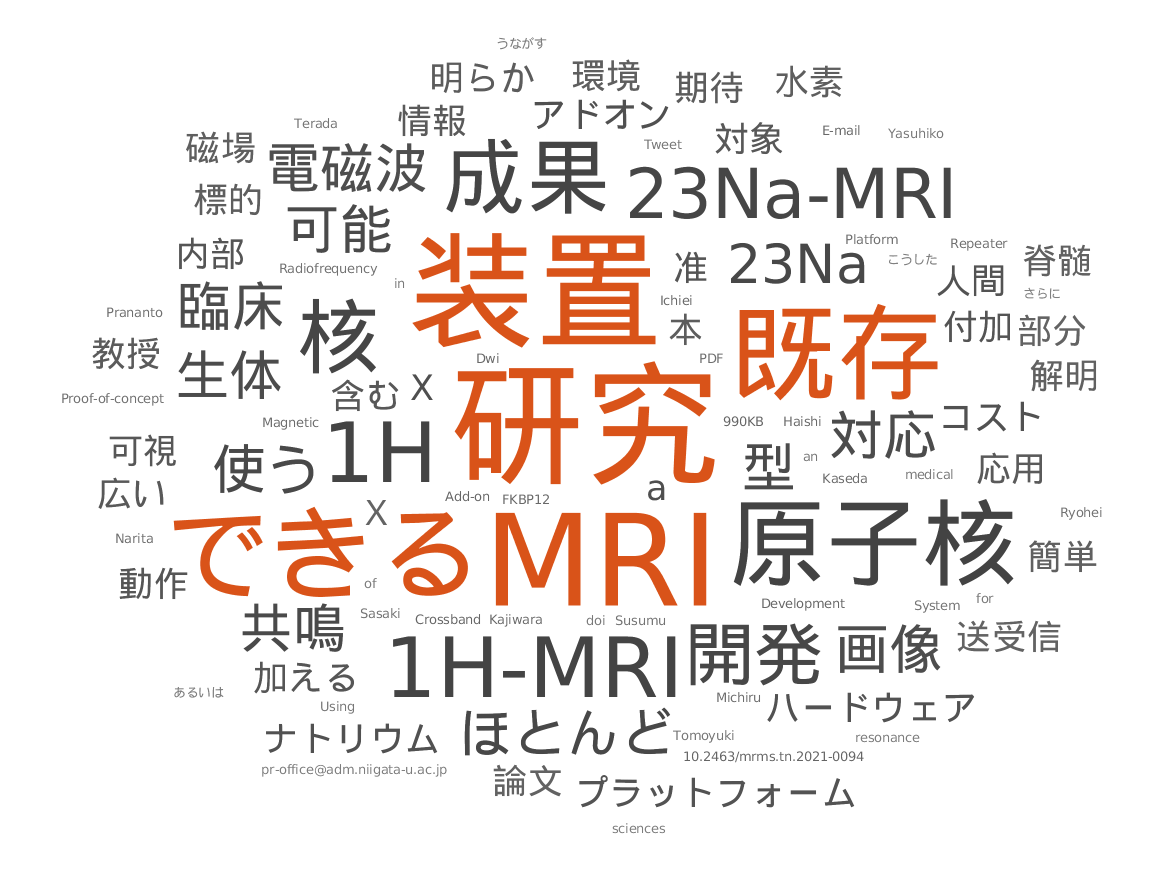 うながす
明らか 環境 期待 水素
情報 アドオン
Terada Tweet 対象 E-mail Yasuhiko
磁場 電磁波 成果 23Na-MRI
標的 可能
内部 装置 准 23Na Platform Repeater
Radiofrequency in こうした 人間 脊髄
さらに
Prananto 臨床 核 Ichiei 本 既存 付加 部分
教授 生体 Dwi PDF 解明
Proof-of-concept 含む X 研究
Magnetic 1H 990KB Haishi 対応 コスト
可視 使う 型 an 応用
広い a Kaseda medical
X Add-on FKBP12 Ryohei
Narita できる MRI 原子核 簡単
動作 of
共鳴 Sasaki Crossband Kajiwara doi Susumu Development System for
1H-MRI 開発 画像 送受信
加える
あるいは Using Michiru ハードウェア
ナトリウム ほとんど Tomoyuki resonance
10.2463/mrms.tn.2021-0094
pr-office@adm.niigata-u.ac.jp 論文 プラットフォーム
sciences